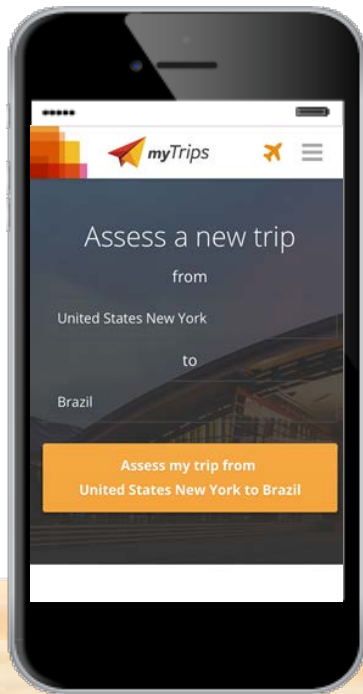 myTrips
Assess a new trip
from
United States New York
to
Brazil
Assess my trip from
United States New York to Brazil